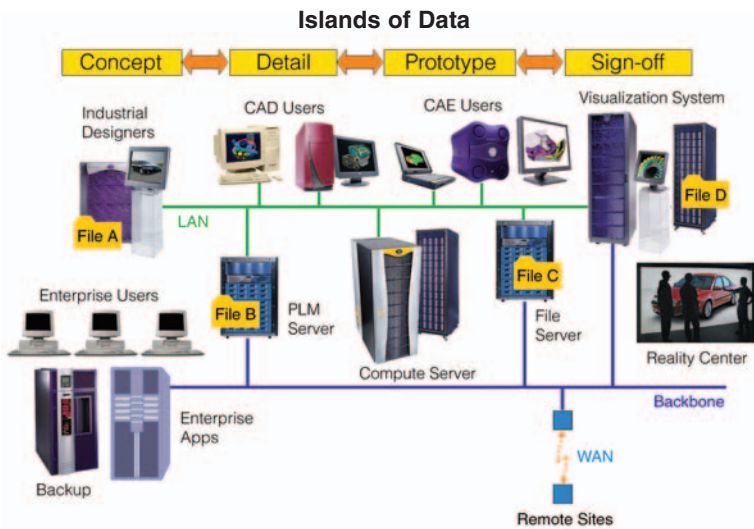 Islands of Data
Concept
Detail
Prototype
Sign-off
Industrial
Designers
CAD Users
CAE Users
Visualization System
File A
LAN
File D
Enterprise Users
File B
PLM
Server
File C
File
Server
Compute Server
Reality Center
Backbone
Enterprise
Apps
Backup
WAN
Remote Sites